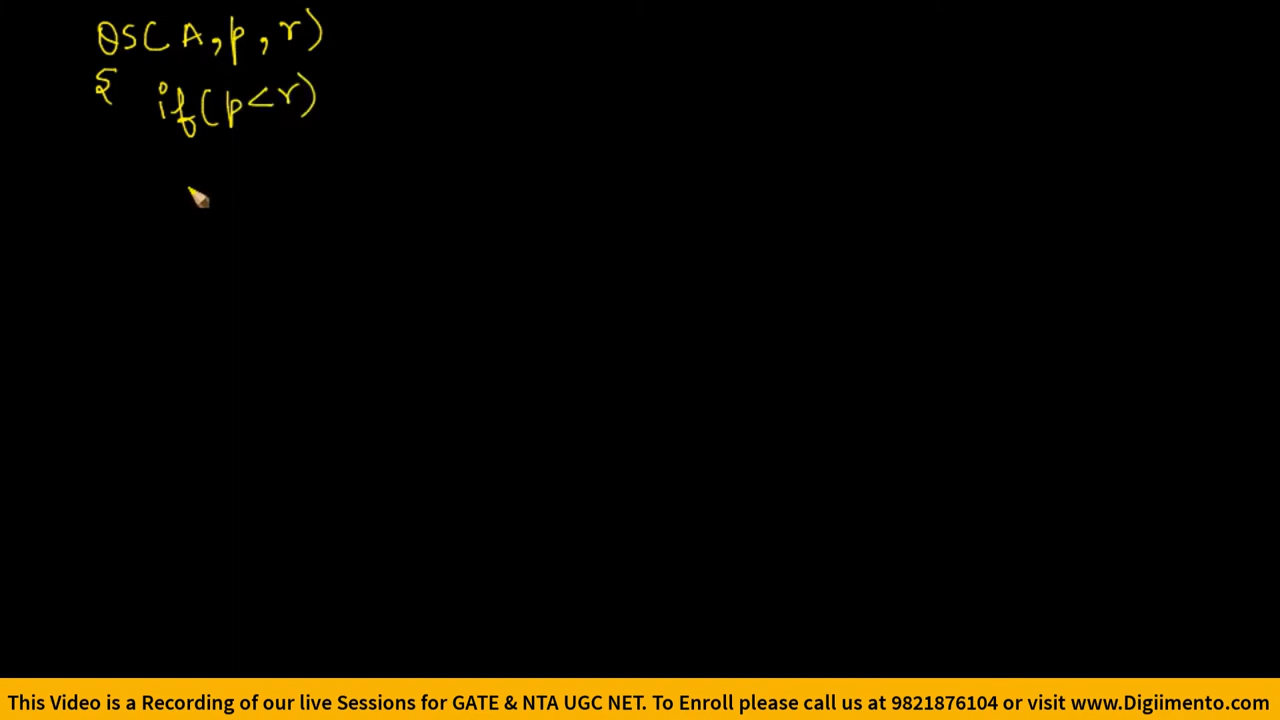 QS(A,p,r)
{ if(p<r)
This Video is a Recording of our live Sessions for GATE & NTA UGC NET. To Enroll please call us at 9821876104 or visit www.Digiimento.com